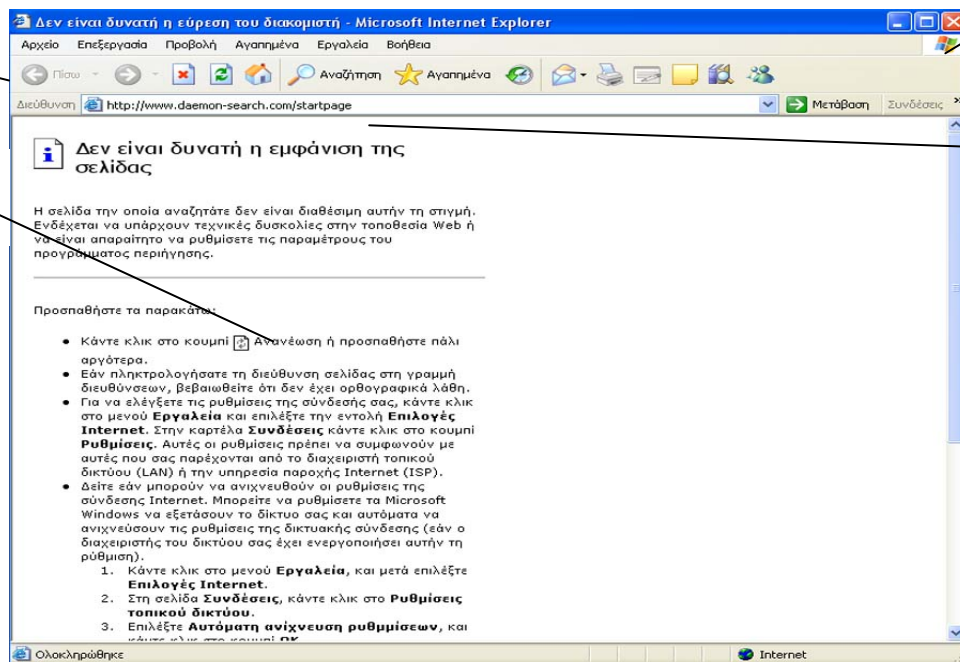 Δεν είναι δυνατή η εύρεση του διακομιστή - Microsoft Internet Explorer
Αρχείο Επεξεργασία Προβολή Αγαπημένα Εργαλεία Βοήθεια
Πίσω Αναζήτηση Αγαπημένα
Διεύθυνση http://www.daemon-search.com/startpage Μετάβαση Συνδέσεις »
Δεν είναι δυνατή η εμφάνιση της
σελίδας
Η σελίδα την οποία αναζητάτε δεν είναι διαθέσιμη αυτήν τη στιγμή.
Ενδέχεται να υπάρχουν τεχνικές δυσκολίες στην τοποθεσία Web ή
να είναι απαραίτητο να ρυθμίσετε τις παραμέτρους του
προγράμματος περιήγησης.
Προσπαθήστε τα παρακάτω:
• Κάντε κλικ στο κουμπί Ανανέωση ή προσπαθήστε πάλι
αργότερα.
• Εάν πληκτρολογήσατε τη διεύθυνση σελίδας στη γραμμή
διευθύνσεων, βεβαιωθείτε ότι δεν έχει ορθογραφικά λάθη.
• Για να ελέγξετε τις ρυθμίσεις της σύνδεσής σας, κάντε κλικ
στο μενού Εργαλεία και επιλέξτε την εντολή Επιλογές
Internet. Στην καρτέλα Συνδέσεις κάντε κλικ στο κουμπί
Ρυθμίσεις. Αυτές οι ρυθμίσεις πρέπει να συμφωνούν με
αυτές που σας παρέχονται από το διαχειριστή τοπικού
δικτύου (LAN) ή την υπηρεσία παροχής Internet (ISP).
• Δείτε εάν μπορούν να ανιχνευθούν οι ρυθμίσεις της
σύνδεσης Internet. Μπορείτε να ρυθμίσετε τα Microsoft
Windows να εξετάσουν το δίκτυο σας και αυτόματα να
ανιχνεύσουν τις ρυθμίσεις της δικτυακής σύνδεσης (εάν ο
διαχειριστής του δικτύου σας έχει ενεργοποιήσει αυτήν τη
ρύθμιση).
1. Κάντε κλικ στο μενού Εργαλεία, και μετά επιλέξτε
Επιλογές Internet.
2. Στη σελίδα Συνδέσεις, κάντε κλικ στο Ρυθμίσεις
τοπικού δικτύου.
3. Επιλέξτε Αυτόματη ανίχνευση ρυθμμίσεων, και
κάντε κλικ στο κουμπί OK
Ολοκληρώθηκε Internet